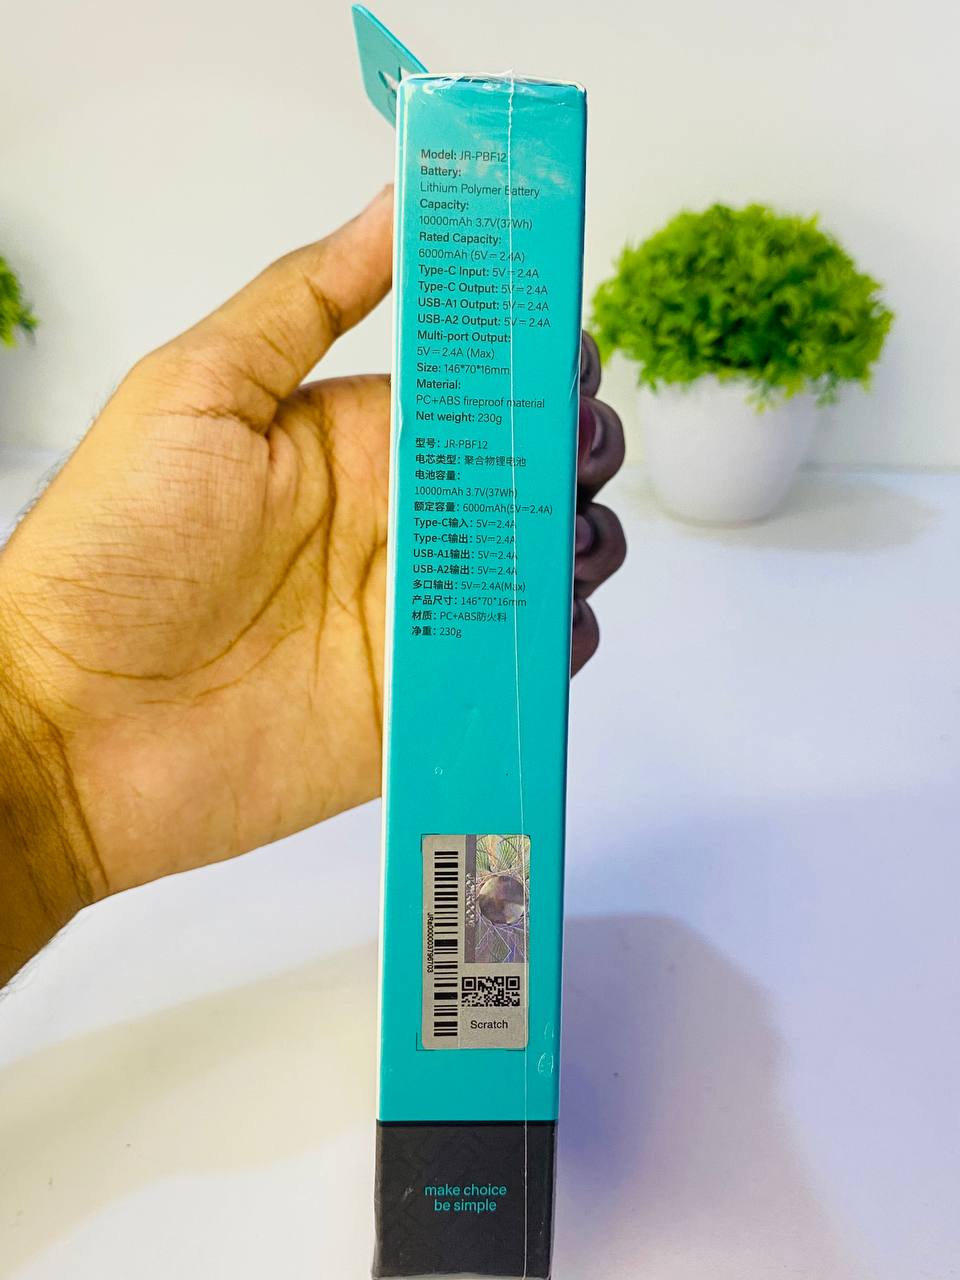 Model: JR-PBF12
Battery:
Lithium Polymer Battery
Capacity:
10000mAh 3.7V(37Wh)
Rated Capacity:
6000mAh (5V⎓2.4A)
Type-C Input: 5V⎓2.4A
Type-C Output: 5V⎓2.4A
USB-A1 Output: 5V⎓2.4A
USB-A2 Output: 5V⎓2.4A
Multi-port Output:
5V⎓2.4A (Max)
Size: 146*70*16mm
Material:
PC+ABS fireproof material
Net weight: 230g
型号: JR-PBF12
电芯类型: 聚合物锂电池
电池容量:
10000mAh 3.7V(37Wh)
额定容量: 6000mAh(5V⎓2.4A)
Type-C输入: 5V⎓2.4A
Type-C输出: 5V⎓2.4A
USB-A1输出: 5V⎓2.4A
USB-A2输出: 5V⎓2.4A
多口输出: 5V⎓2.4A(Max)
产品尺寸: 146*70*16mm
材质: PC+ABS防火料
净重: 230g
Scratch
make choice
be simple